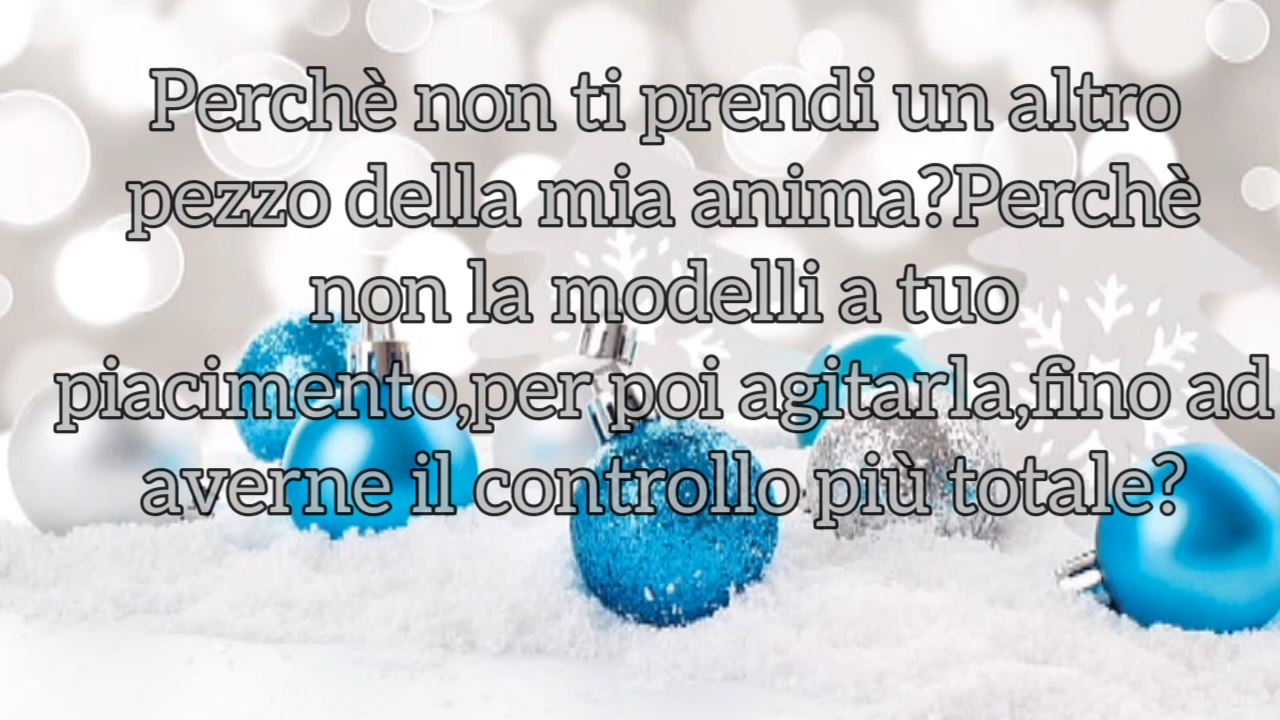 Perchè non ti prendi un altro
pezzo della mia anima?Perchè
non la modelli a tuo
piacimento,per poi agitarla,fino ad
averne il controllo più totale?